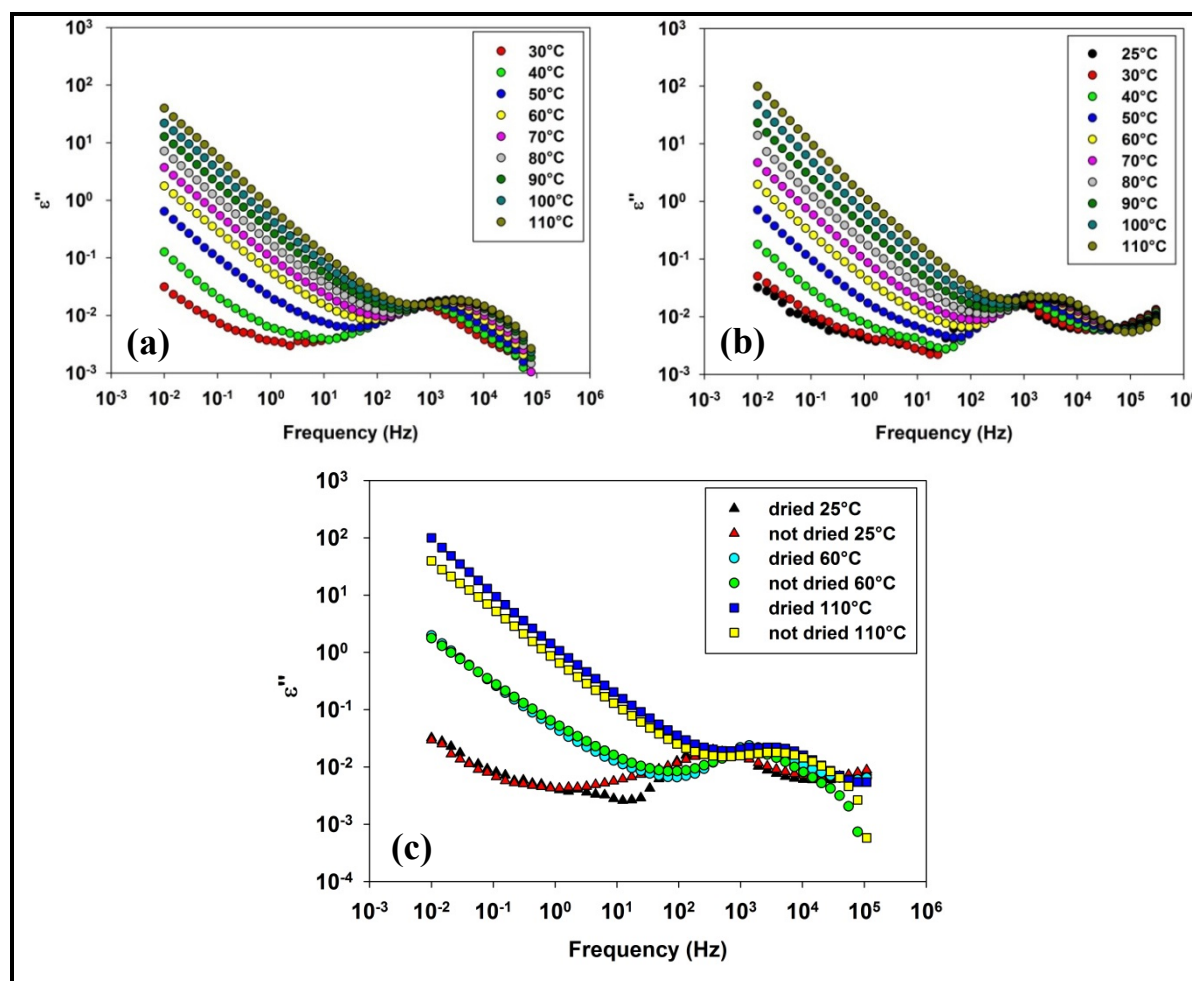 10³
10²
10¹
10⁰
10⁻¹
10⁻²
10⁻³
ε"
30°C
40°C
50°C
60°C
70°C
80°C
90°C
100°C
110°C
(a)
10⁻³ 10⁻² 10⁻¹ 10⁰ 10¹ 10² 10³ 10⁴ 10⁵ 10⁶
Frequency (Hz)
10³
10²
10¹
10⁰
10⁻¹
10⁻²
10⁻³
ε"
25°C
30°C
40°C
50°C
60°C
70°C
80°C
90°C
100°C
110°C
(b)
10⁻³ 10⁻² 10⁻¹ 10⁰ 10¹ 10² 10³ 10⁴ 10⁵ 10⁶
Frequency (Hz)
10³
10²
10¹
10⁰
10⁻¹
10⁻²
10⁻³
10⁻⁴
ε"
dried 25°C
not dried 25°C
dried 60°C
not dried 60°C
dried 110°C
not dried 110°C
(c)
10⁻³ 10⁻² 10⁻¹ 10⁰ 10¹ 10² 10³ 10⁴ 10⁵ 10⁶
Frequency (Hz)